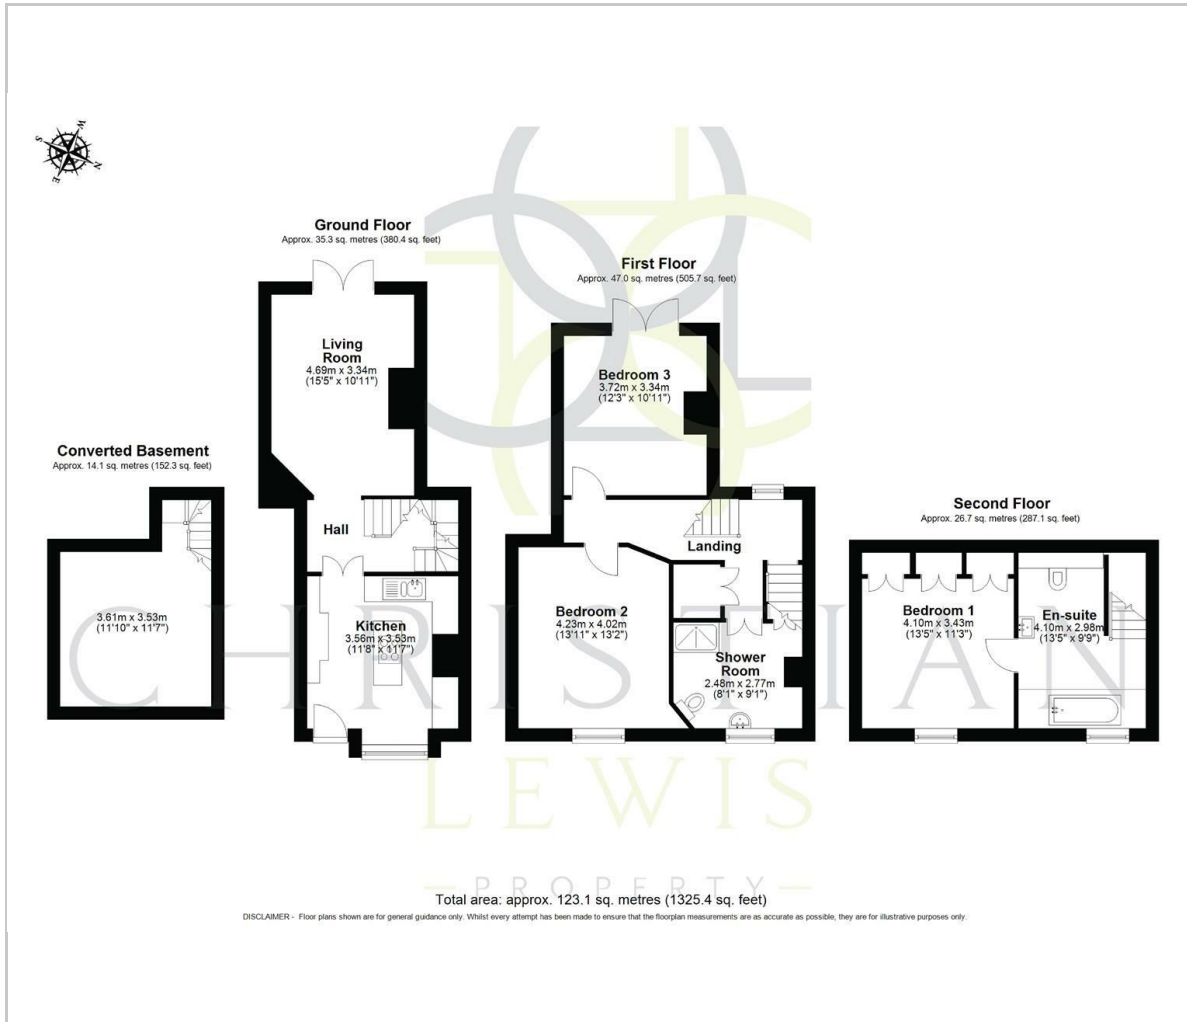 W
S
N
E
Ground Floor
Approx. 35.3 sq. metres (380.4 sq. feet)
Living
Room
4.69m x 3.34m
(15'5" x 10'11")
Hall
Kitchen
3.56m x 3.53m
(11'8" x 11'7")
First Floor
Approx. 47.0 sq. metres (505.7 sq. feet)
Bedroom 3
3.72m x 3.34m
(12'3" x 10'11")
Landing
Bedroom 2
4.23m x 4.02m
(13'11" x 13'2")
Shower
Room
2.48m x 2.77m
(8'1" x 9'1")
Converted Basement
Approx. 14.1 sq. metres (152.3 sq. feet)
3.61m x 3.53m
(11'10" x 11'7")
Second Floor
Approx. 26.7 sq. metres (287.1 sq. feet)
Bedroom 1
4.10m x 3.43m
(13'5" x 11'3")
En-suite
4.10m x 2.98m
(13'5" x 9'9")
CHRISTIAN
LEWIS
PROPERTY
Total area: approx. 123.1 sq. metres (1325.4 sq. feet)
DISCLAIMER - Floor plans shown are for general guidance only. Whilst every attempt has been made to ensure that the floorplan measurements are as accurate as possible, they are for illustrative purposes only.